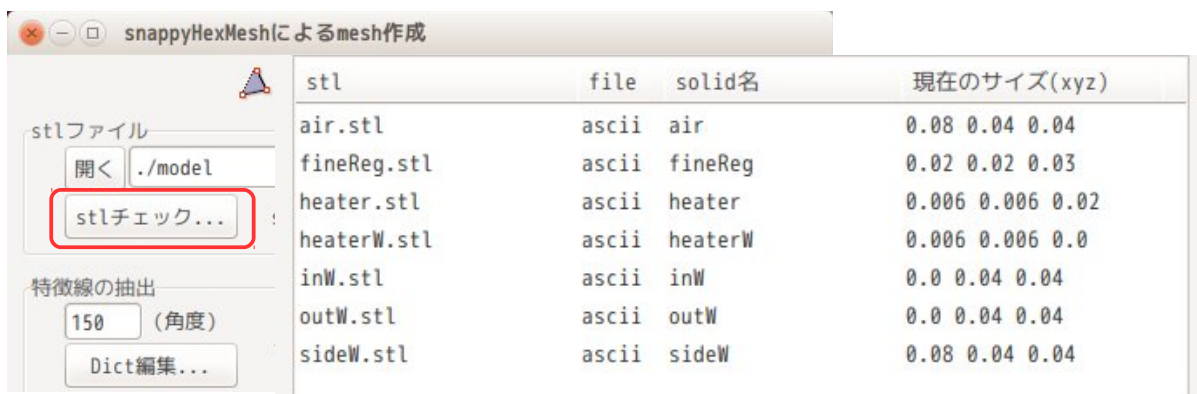 snappyHexMeshによるmesh作成
stlファイル
開く ./model
stlチェック...
特徴線の抽出
150 (角度)
Dict編集...
stl file solid名 現在のサイズ(xyz)
air.stl ascii air 0.08 0.04 0.04
fineReg.stl ascii fineReg 0.02 0.02 0.03
heater.stl ascii heater 0.006 0.006 0.02
heaterW.stl ascii heaterW 0.006 0.006 0.0
inW.stl ascii inW 0.0 0.04 0.04
outW.stl ascii outW 0.0 0.04 0.04
sideW.stl ascii sideW 0.08 0.04 0.04